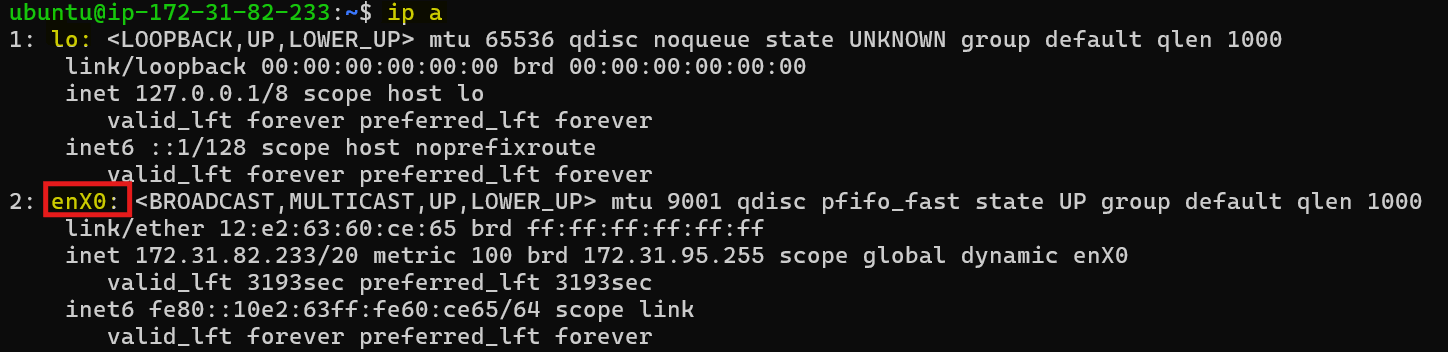 ubuntu@ip-172-31-82-233:~$ ip a
1: lo: <LOOPBACK,UP,LOWER_UP> mtu 65536 qdisc noqueue state UNKNOWN group default qlen 1000
    link/loopback 00:00:00:00:00:00 brd 00:00:00:00:00:00
    inet 127.0.0.1/8 scope host lo
       valid_lft forever preferred_lft forever
    inet6 ::1/128 scope host noprefixroute
       valid_lft forever preferred_lft forever
2: enX0: <BROADCAST,MULTICAST,UP,LOWER_UP> mtu 9001 qdisc pfifo_fast state UP group default qlen 1000
    link/ether 12:e2:63:60:ce:65 brd ff:ff:ff:ff:ff:ff
    inet 172.31.82.233/20 metric 100 brd 172.31.95.255 scope global dynamic enX0
       valid_lft 3193sec preferred_lft 3193sec
    inet6 fe80::10e2:63ff:fe60:ce65/64 scope link
       valid_lft forever preferred_lft forever